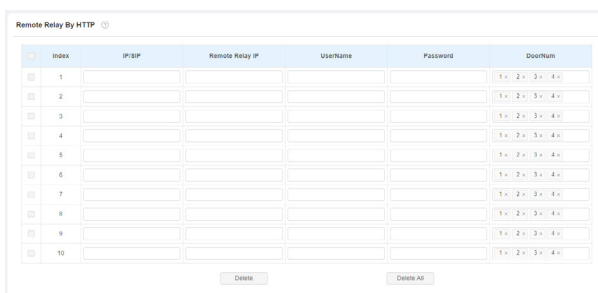 Remote Relay By HTTP ?
Index IP/SIP Remote Relay IP UserName Password DoorNum
1 1 × 2 × 3 × 4 ×
2 1 × 2 × 3 × 4 ×
3 1 × 2 × 3 × 4 ×
4 1 × 2 × 3 × 4 ×
5 1 × 2 × 3 × 4 ×
6 1 × 2 × 3 × 4 ×
7 1 × 2 × 3 × 4 ×
8 1 × 2 × 3 × 4 ×
9 1 × 2 × 3 × 4 ×
10 1 × 2 × 3 × 4 ×
Delete Delete All